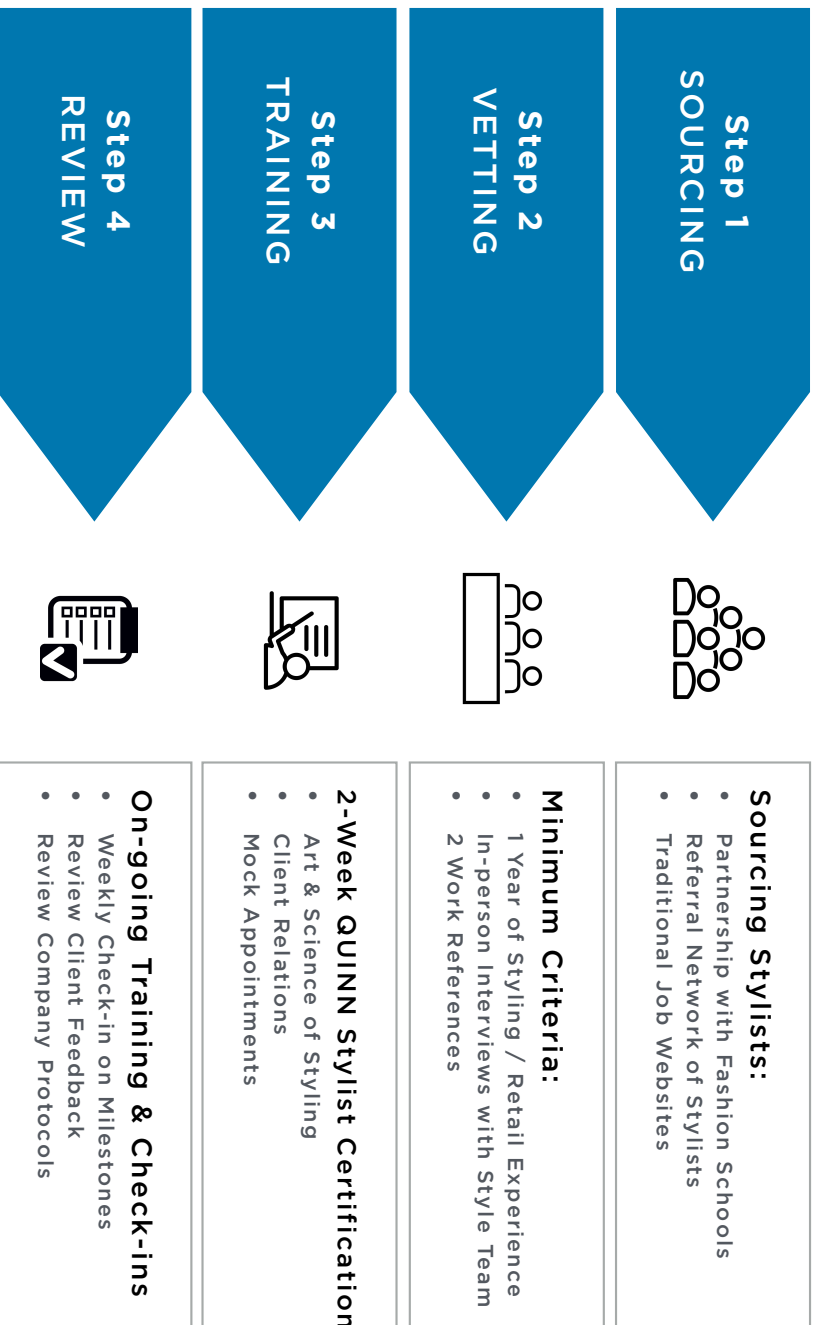 Step 1
SOURCING
Sourcing Stylists:
• Partnership with Fashion Schools
• Referral Network of Stylists
• Traditional Job Websites
Step 2
VETTING
Minimum Criteria:
• 1 Year of Styling / Retail Experience
• In-person Interviews with Style Team
• 2 Work References
Step 3
TRAINING
2-Week QUINN Stylist Certification
• Art & Science of Styling
• Client Relations
• Mock Appointments
Step 4
REVIEW
On-going Training & Check-ins
• Weekly Check-in on Milestones
• Review Client Feedback
• Review Company Protocols